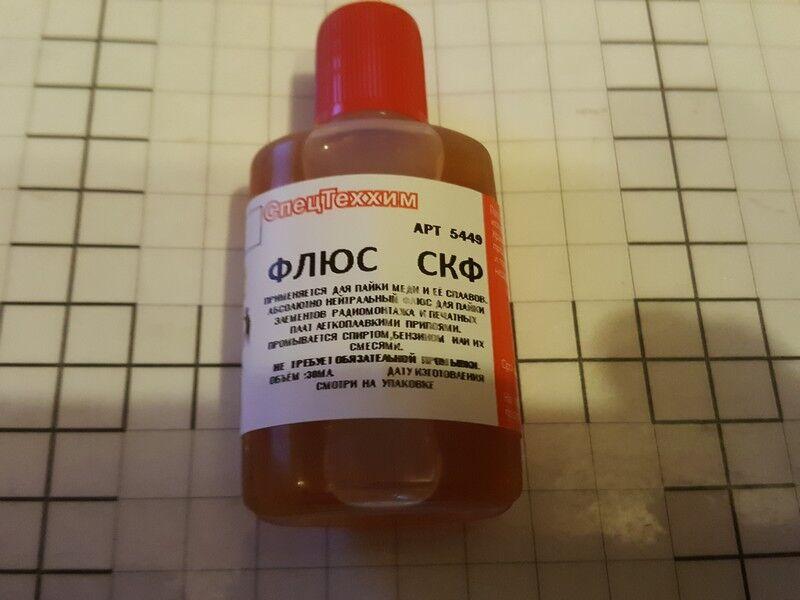 СпецТеххим
АРТ 5449
ФЛЮС СКФ
ПРИМЕНЯЕТСЯ ДЛЯ ПАЙКИ МЕДИ И ЕЕ СПЛАВОВ.
АБСОЛЮТНО НЕЙТРАЛЬНЫЙ ФЛЮС ДЛЯ ПАЙКИ
ЭЛЕМЕНТОВ РАДИОМОНТАЖА И ПЕЧАТНЫХ
ПЛАТ ЛЕГКОПЛАВКИМИ ПРИПОЯМИ.
ПРОМЫВАЕТСЯ СПИРТОМ,БЕНЗИНОМ ИЛИ ИХ
СМЕСЯМИ.
НЕ ТРЕБУЕТ ОБЯЗАТЕЛЬНОЙ ПРОМЫВКИ.
ОБЪЕМ :30МЛ. ДАТУ ИЗГОТОВЛЕНИЯ
СМОТРИ НА УПАКОВКЕ